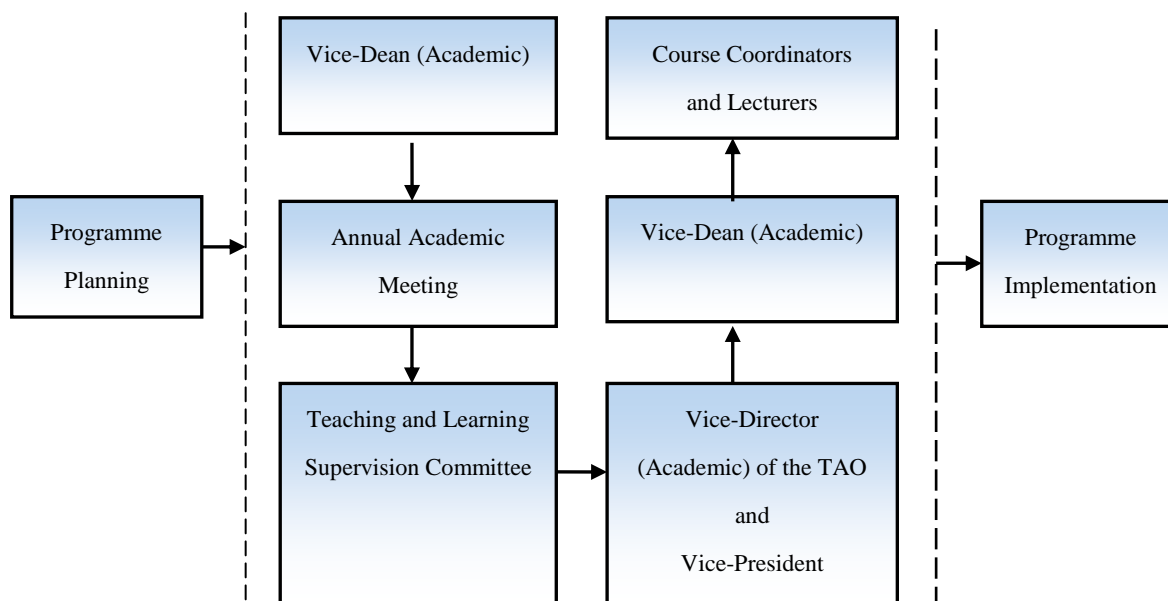 Programme
Planning
Vice-Dean (Academic)
Annual Academic
Meeting
Teaching and Learning
Supervision Committee
Vice-Director
(Academic) of the TAO
and
Vice-President
Vice-Dean (Academic)
Course Coordinators
and Lecturers
Programme
Implementation